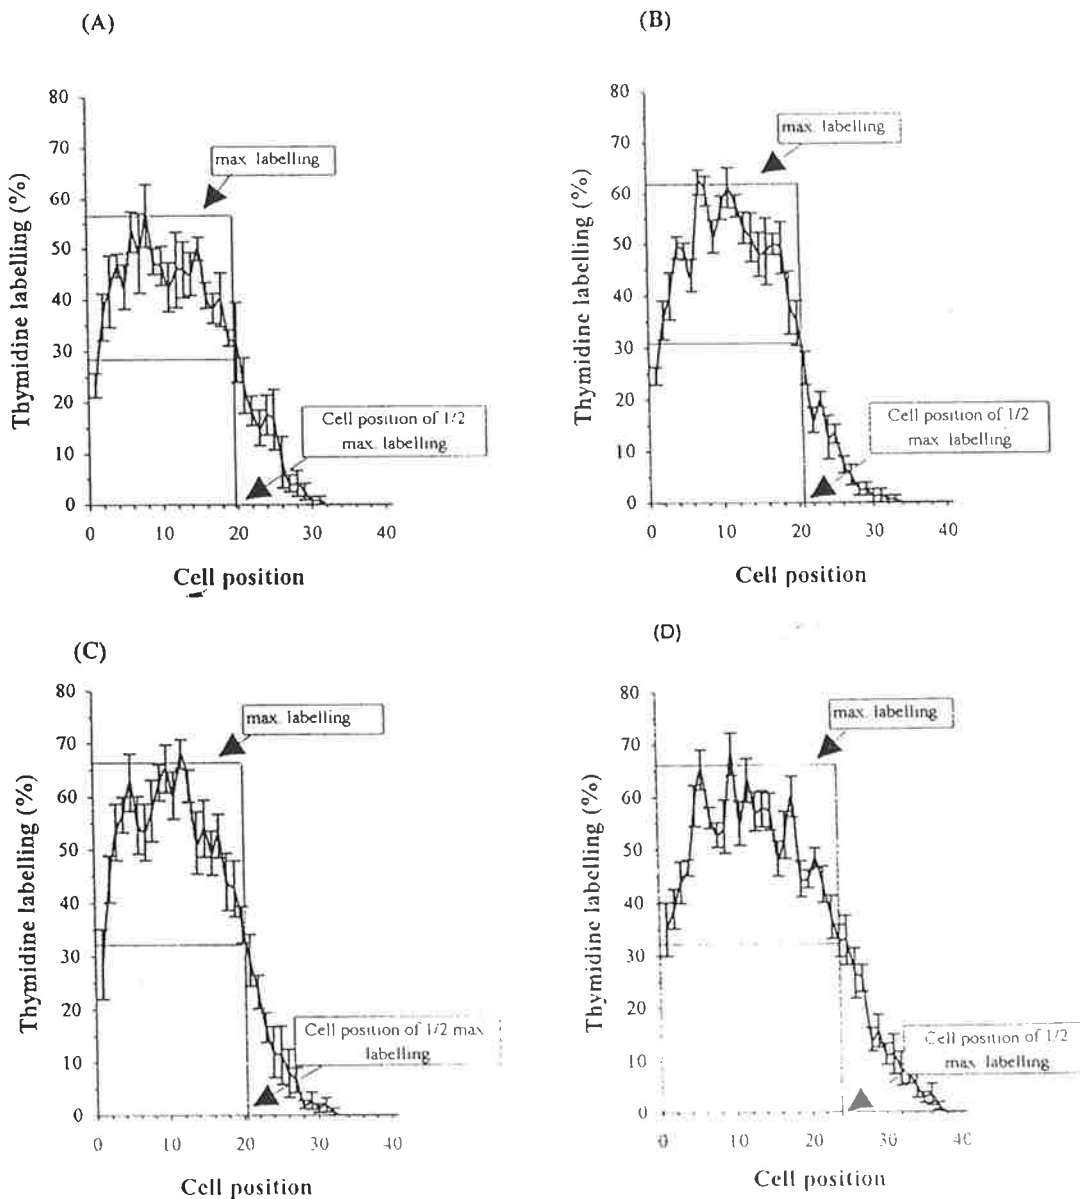 (A)
80
70
60
50
40
30
20
10
0
Thymidine labelling (%)
max. labelling
Cell position of 1/2
max. labelling
0 10 20 30 40
Cell position
(B)
80
70
60
50
40
30
20
10
0
Thymidine labelling (%)
max. labelling
Cell position of 1/2
max. labelling
0 10 20 30 40
Cell position
(C)
80
70
60
50
40
30
20
10
0
Thymidine labelling (%)
max. labelling
Cell position of 1/2 max
labelling
0 10 20 30 40
Cell position
(D)
80
70
60
50
40
30
20
10
0
Thymidine labelling (%)
max. labelling
Cell position of 1/2
max. labelling
0 10 20 30 40
Cell position